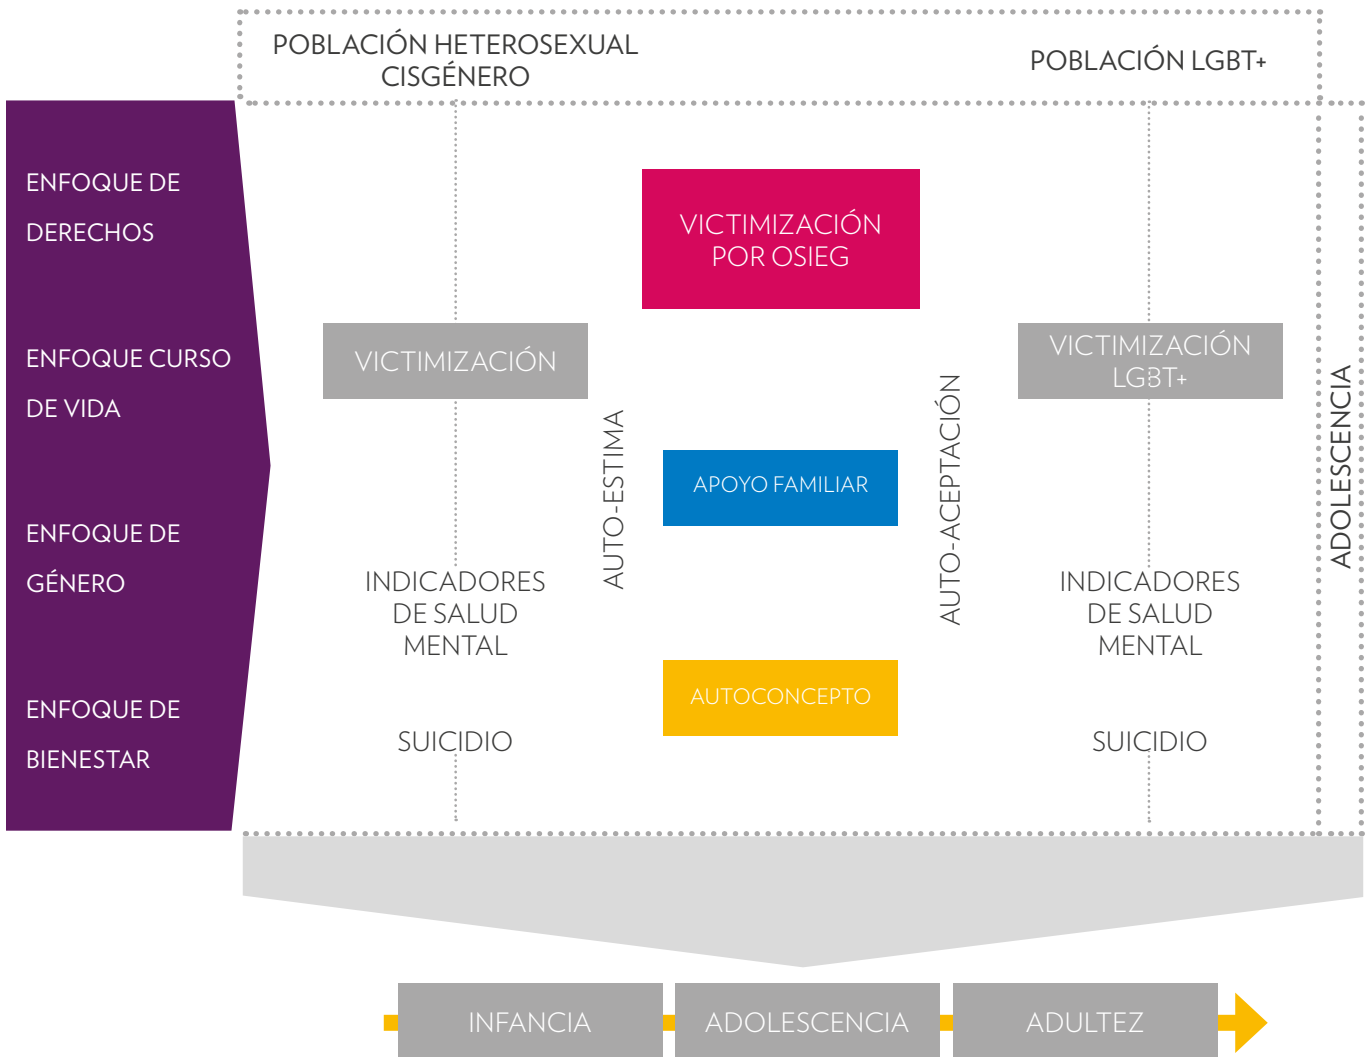 POBLACIÓN HETEROSEXUAL
CISGÉNERO
POBLACIÓN LGBT+
ENFOQUE DE
DERECHOS
ENFOQUE CURSO
DE VIDA
ENFOQUE DE
GÉNERO
ENFOQUE DE
BIENESTAR
VICTIMIZACIÓN
INDICADORES
DE SALUD
MENTAL
SUICIDIO
AUTO-ESTIMA
VICTIMIZACIÓN
POR OSIEG
APOYO FAMILIAR
AUTOCONCEPTO
AUTO-ACEPTACIÓN
VICTIMIZACIÓN
LGBT+
INDICADORES
DE SALUD
MENTAL
SUICIDIO
ADOLESCENCIA
INFANCIA
ADOLESCENCIA
ADULTEZ